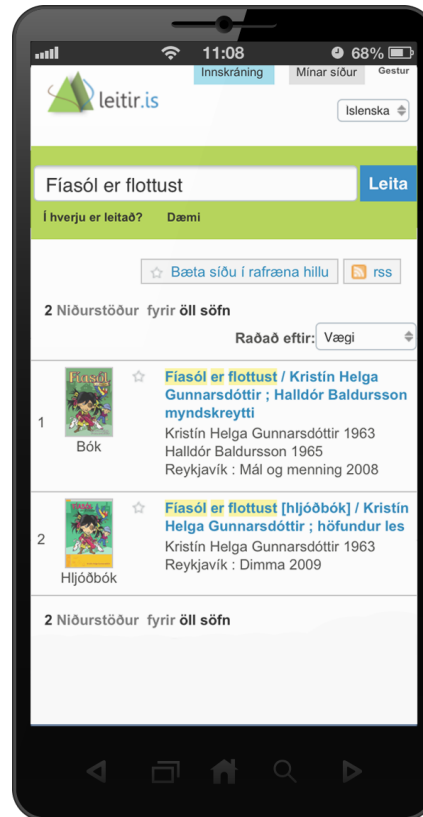 11:08
68%
Innskráning
Mínar síður
Gestur
leitir.is
Islenska
Fíasól er flottust
Leita
Í hverju er leitað?
Dæmi
Bæta síðu í rafræna hillu
rss
2 Niðurstöður fyrir öll söfn
Raðað eftir: Vægi
1
Fíasól
Bók
Fíasól er flottust / Kristín Helga
Gunnarsdóttir ; Halldór Baldursson
myndskreytti
Kristín Helga Gunnarsdóttir 1963
Halldór Baldursson 1965
Reykjavík : Mál og menning 2008
2
Hljóðbók
Fíasól er flottust [hljóðbók] / Kristín
Helga Gunnarsdóttir ; höfundur les
Kristín Helga Gunnarsdóttir 1963
Reykjavík : Dimma 2009
2 Niðurstöður fyrir öll söfn